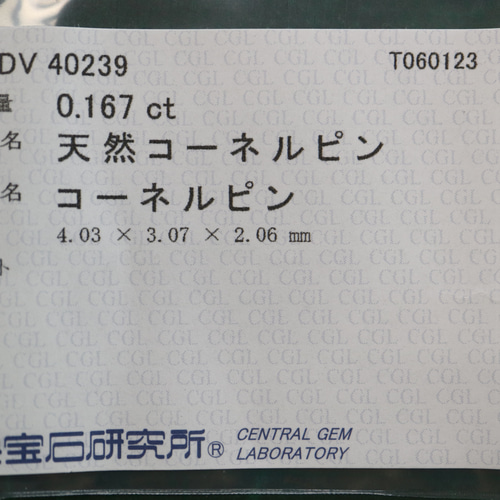 DV 40239 T060123
量 0.167 ct
名 天然コーネルピン
名 コーネルピン
4.03 × 3.07 × 2.06 mm
ト
宝石研究所® CENTRAL GEM
LABORATORY